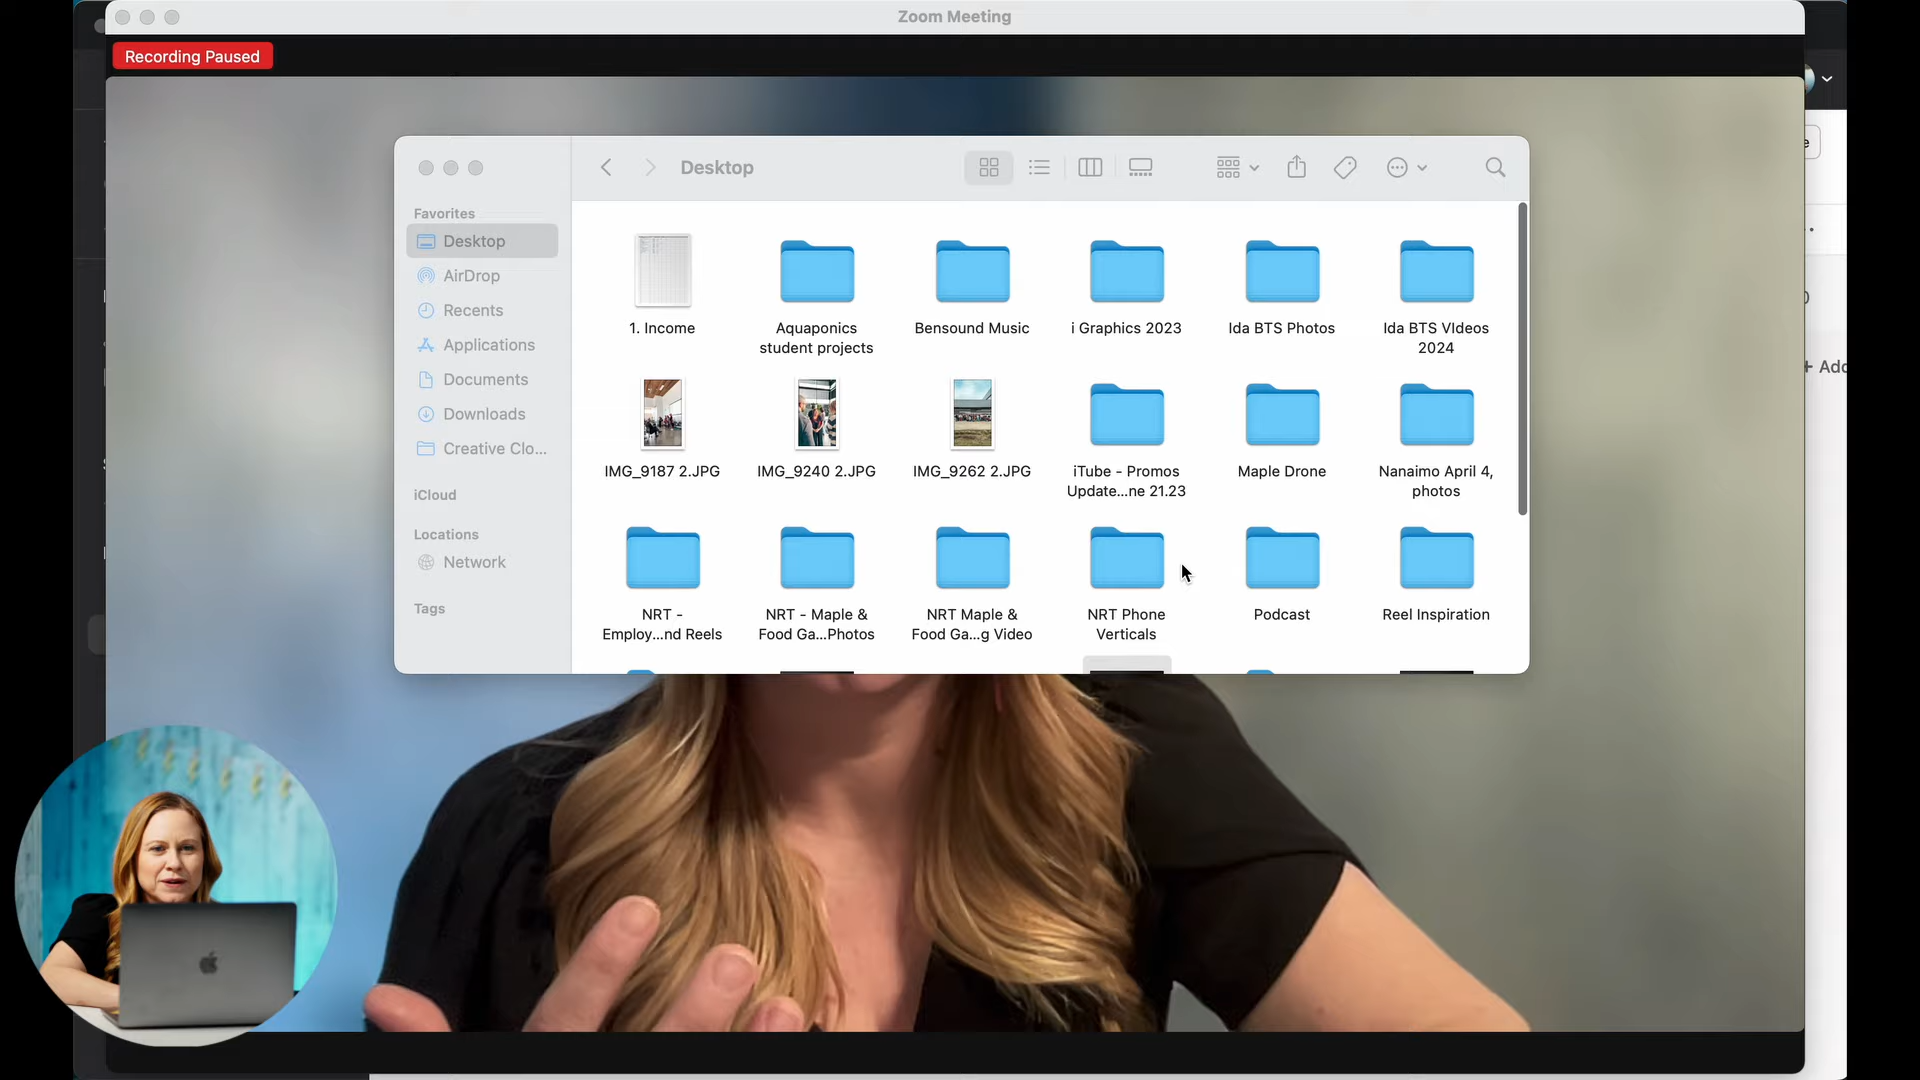 Zoom Meeting
Recording Paused
Desktop
Favorites
Desktop
AirDrop
Recents
Applications
Documents
Downloads
Creative Clo...
iCloud
Locations
Network
Tags
1. Income
Aquaponics
student projects
Bensound Music
i Graphics 2023
Ida BTS Photos
Ida BTS VIdeos
2024
IMG_9187 2.JPG
IMG_9240 2.JPG
IMG_9262 2.JPG
iTube - Promos
Update...ne 21.23
Maple Drone
Nanaimo April 4,
photos
NRT -
Employ...nd Reels
NRT - Maple &
Food Ga...Photos
NRT Maple &
Food Ga...g Video
NRT Phone
Verticals
Podcast
Reel Inspiration
+ Add